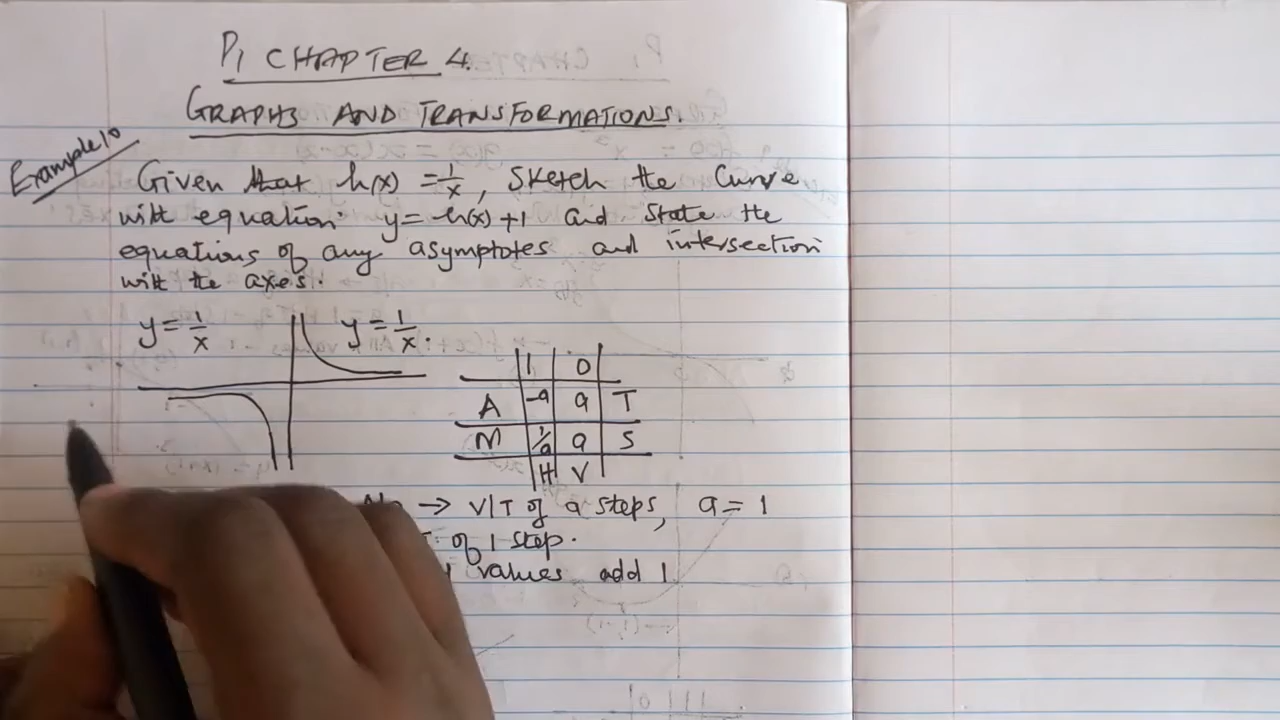 P1 CHAPTER 4.
GRAPHS AND TRANSFORMATIONS.
Example 10
Given that h(x) = 1/x, Sketch the Curve
with equation: y = h(x) + 1 and State the
equations of any asymptotes and intersection
with the axes.
y = 1/x
y = 1/x.
1 0
A -a a T
M 1/a a S
H V
→ V/T of a steps, a = 1
of 1 step.
values add 1